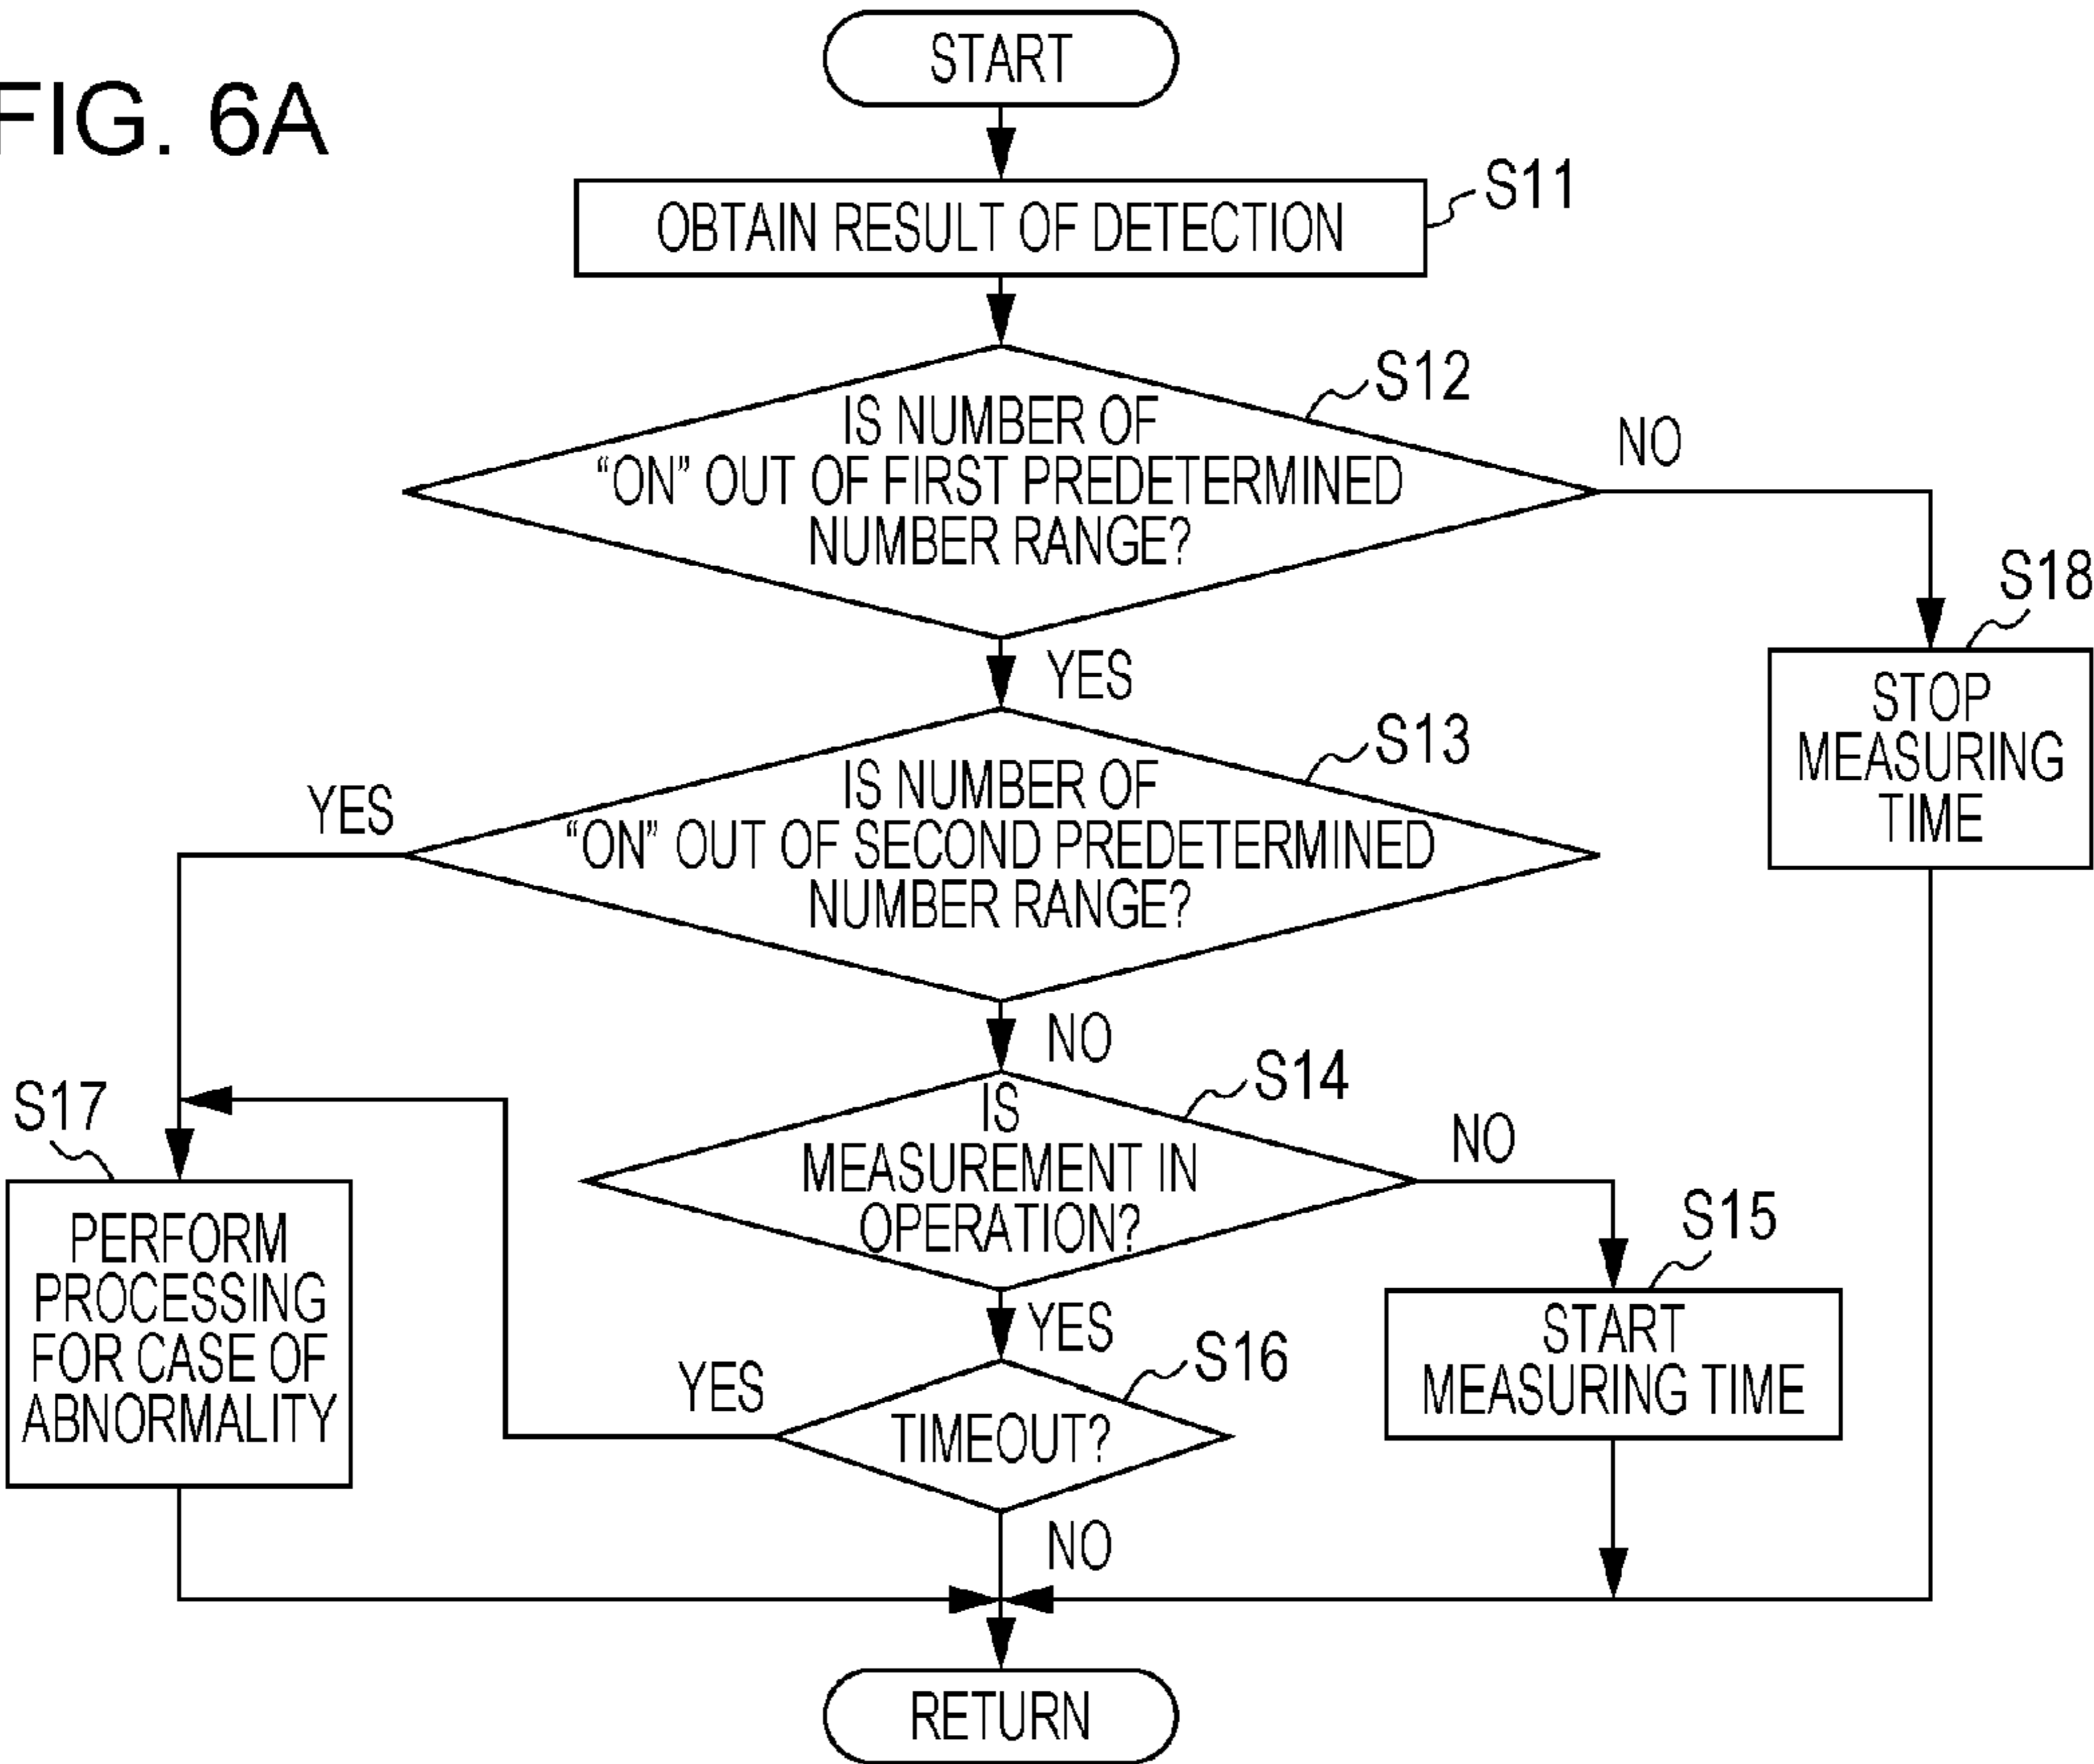 FIG. 6A
START
OBTAIN RESULT OF DETECTION
S11
S12
IS NUMBER OF
“ON” OUT OF FIRST PREDETERMINED
NUMBER RANGE?
NO
S18
STOP
MEASURING
TIME
YES
S13
IS NUMBER OF
“ON” OUT OF SECOND PREDETERMINED
NUMBER RANGE?
YES
NO
S14
IS
MEASUREMENT IN
OPERATION?
NO
S15
START
MEASURING TIME
S17
PERFORM
PROCESSING
FOR CASE OF
ABNORMALITY
YES
S16
TIMEOUT?
YES
NO
RETURN